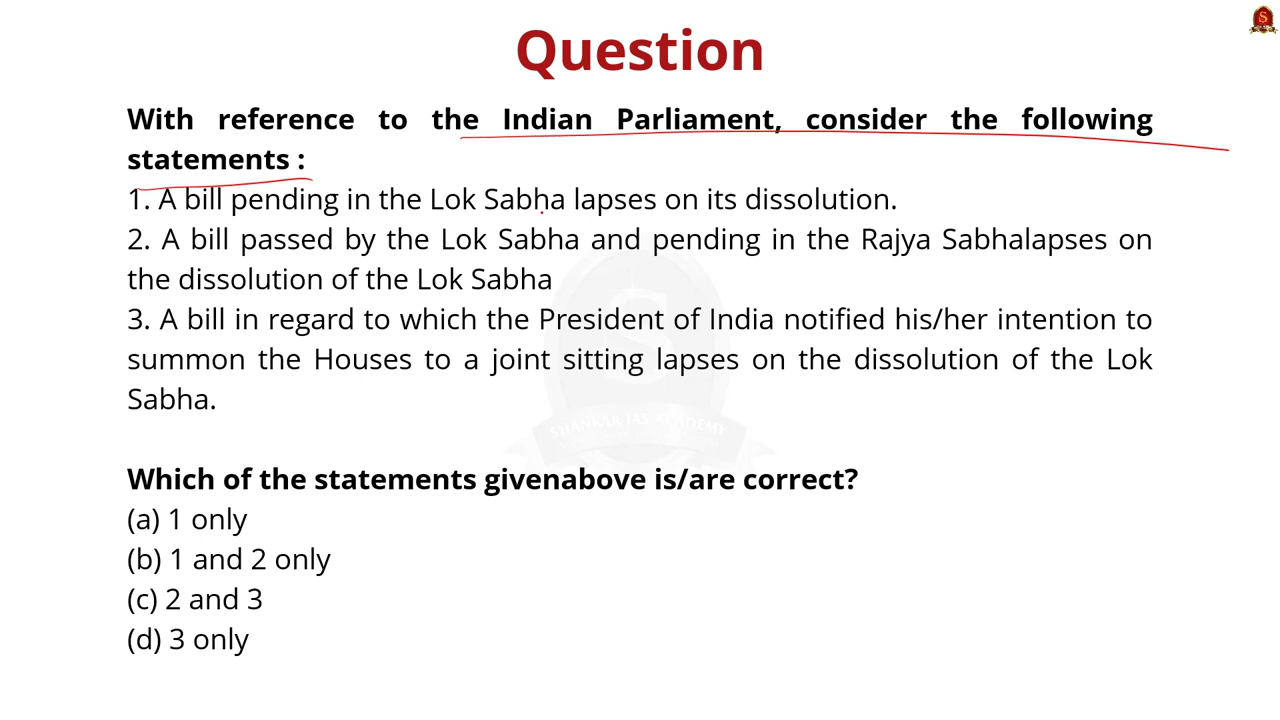 Question
With reference to the Indian Parliament, consider the following
statements :
1. A bill pending in the Lok Sabha lapses on its dissolution.
2. A bill passed by the Lok Sabha and pending in the Rajya Sabhalapses on
the dissolution of the Lok Sabha
3. A bill in regard to which the President of India notified his/her intention to
summon the Houses to a joint sitting lapses on the dissolution of the Lok
Sabha.
SHANKAR IAS ACADEMY
Which of the statements givenabove is/are correct?
(a) 1 only
(b) 1 and 2 only
(c) 2 and 3
(d) 3 only